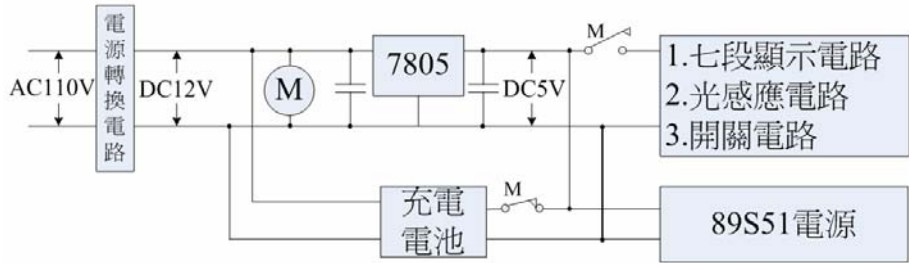 AC110V
電源轉換電路
DC12V
M
7805
DC5V
M
1.七段顯示電路
2.光感應電路
3.開關電路
充電
電池
M
89S51電源